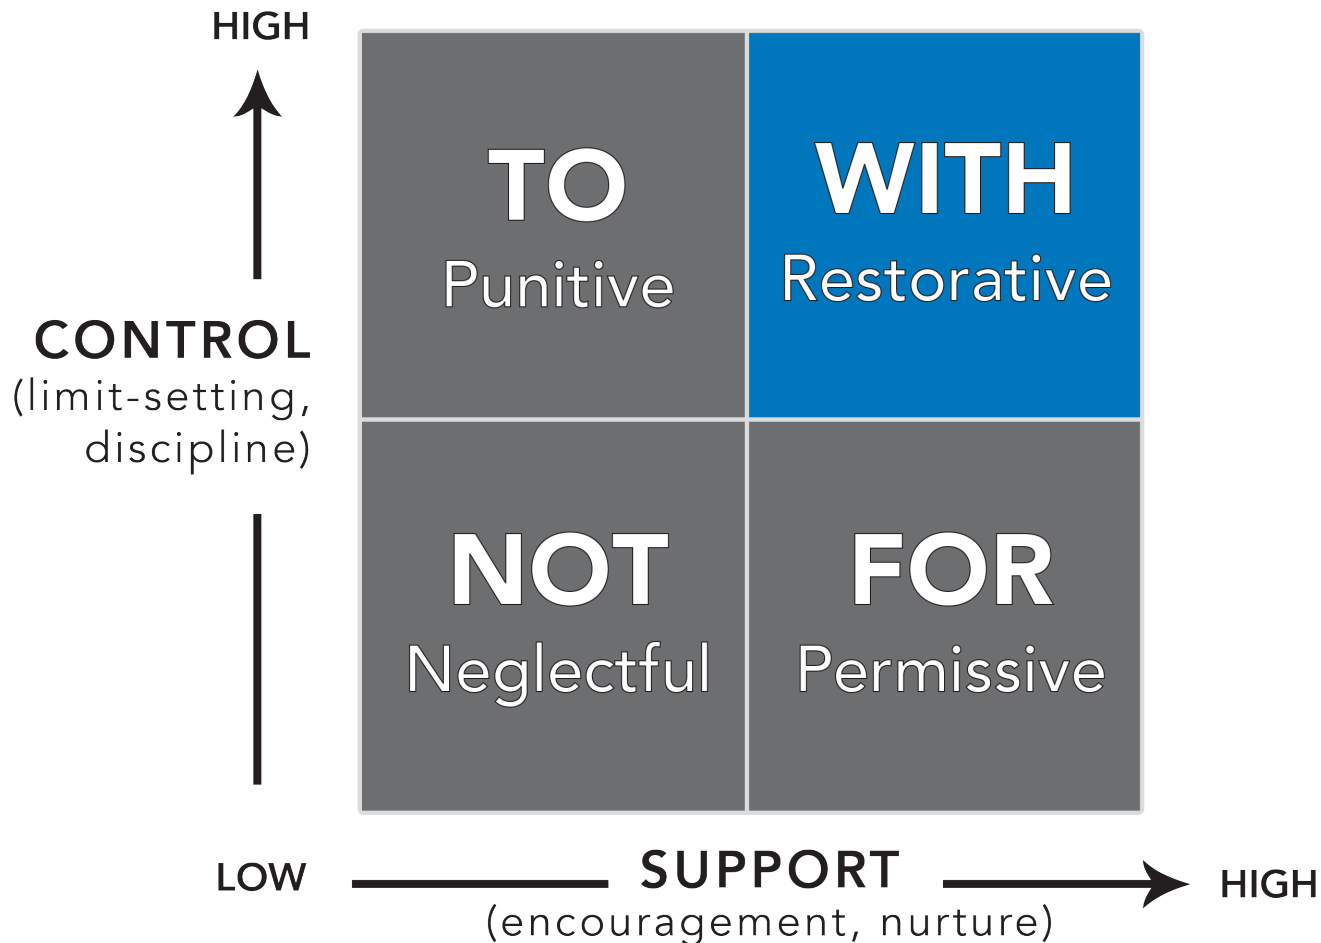 HIGH
TO
Punitive
WITH
Restorative
CONTROL
(limit-setting,
discipline)
NOT
Neglectful
FOR
Permissive
LOW
SUPPORT
(encouragement, nurture)
HIGH